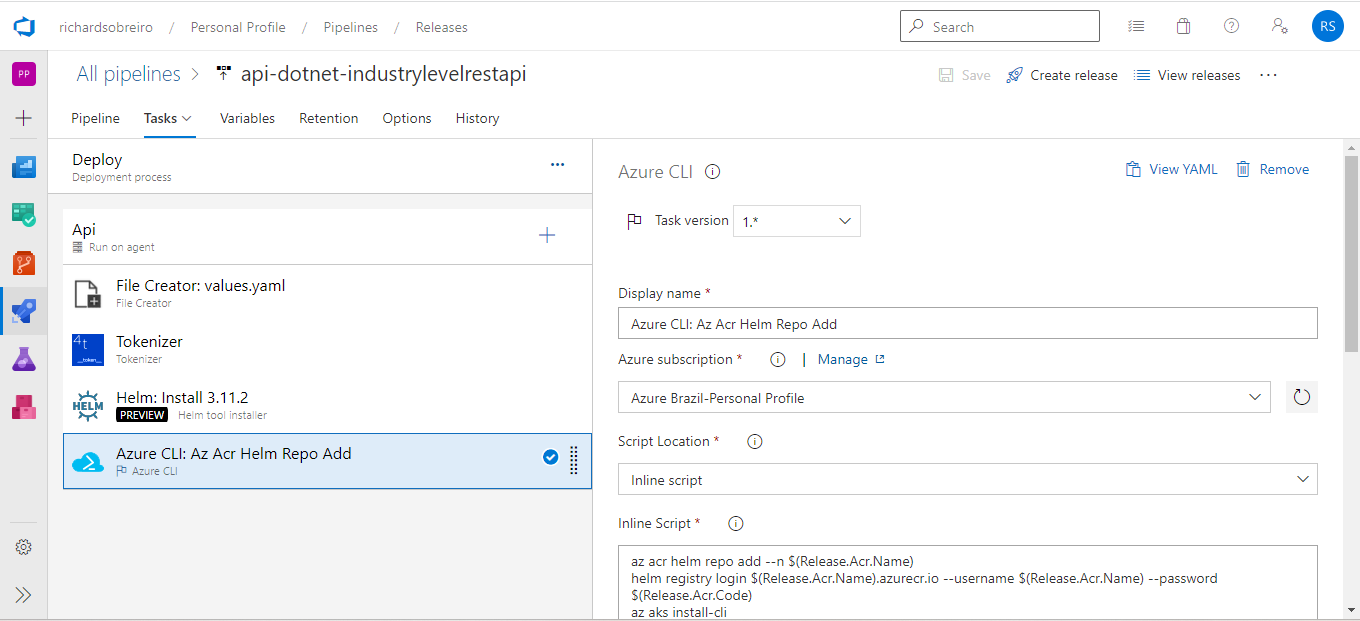 richardsobreiro / Personal Profile / Pipelines / Releases
Search
RS
PP
All pipelines > api-dotnet-industrylevelrestapi
Save
Create release
View releases
...
Pipeline
Tasks
Variables
Retention
Options
History
Deploy
Deployment process
...
Api
Run on agent
File Creator: values.yaml
File Creator
4t
__token__
Tokenizer
Tokenizer
HELM
Helm: Install 3.11.2
PREVIEW Helm tool installer
Azure CLI: Az Acr Helm Repo Add
Azure CLI
Azure CLI
View YAML
Remove
Task version 1.*
Display name *
Azure CLI: Az Acr Helm Repo Add
Azure subscription * | Manage
Azure Brazil-Personal Profile
Script Location *
Inline script
Inline Script *
az acr helm repo add --n $(Release.Acr.Name)
helm registry login $(Release.Acr.Name).azurecr.io --username $(Release.Acr.Name) --password
$(Release.Acr.Code)
az aks install-cli